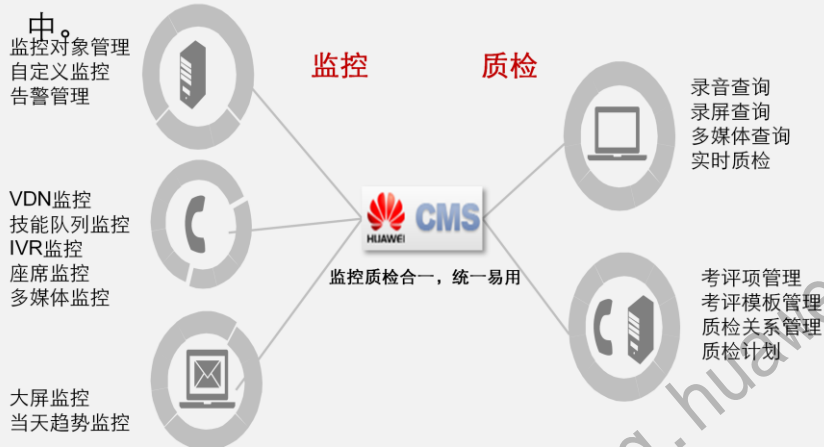 中。
监控对象管理
自定义监控
告警管理
监控
质检
录音查询
录屏查询
多媒体查询
实时质检
VDN监控
技能队列监控
IVR监控
座席监控
多媒体监控
HUAWEI
CMS
监控质检合一，统一易用
考评项管理
考评模板管理
质检关系管理
质检计划
大屏监控
当天趋势监控